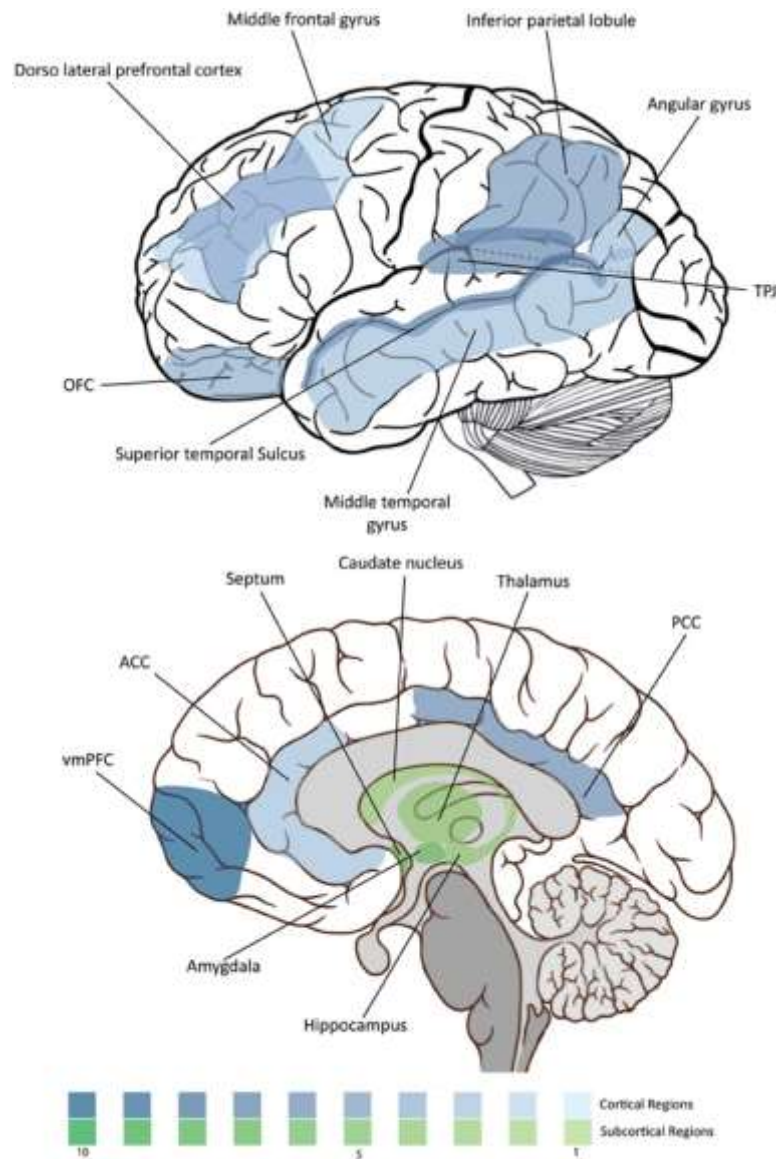 Middle frontal gyrus
Inferior parietal lobule
Dorso lateral prefrontal cortex
Angular gyrus
TPJ
OFC
Superior temporal Sulcus
Middle temporal
gyrus
Caudate nucleus
Septum
Thalamus
PCC
ACC
vmPFC
Amygdala
Hippocampus
Cortical Regions
Subcortical Regions
10 5 1